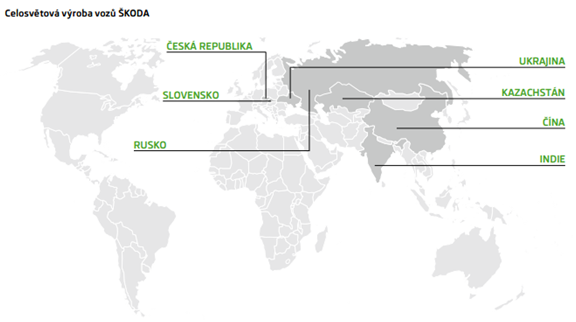 Celosvětová výroba vozů ŠKODA
ČESKÁ REPUBLIKA
UKRAJINA
SLOVENSKO
KAZACHSTÁN
ČÍNA
RUSKO
INDIE